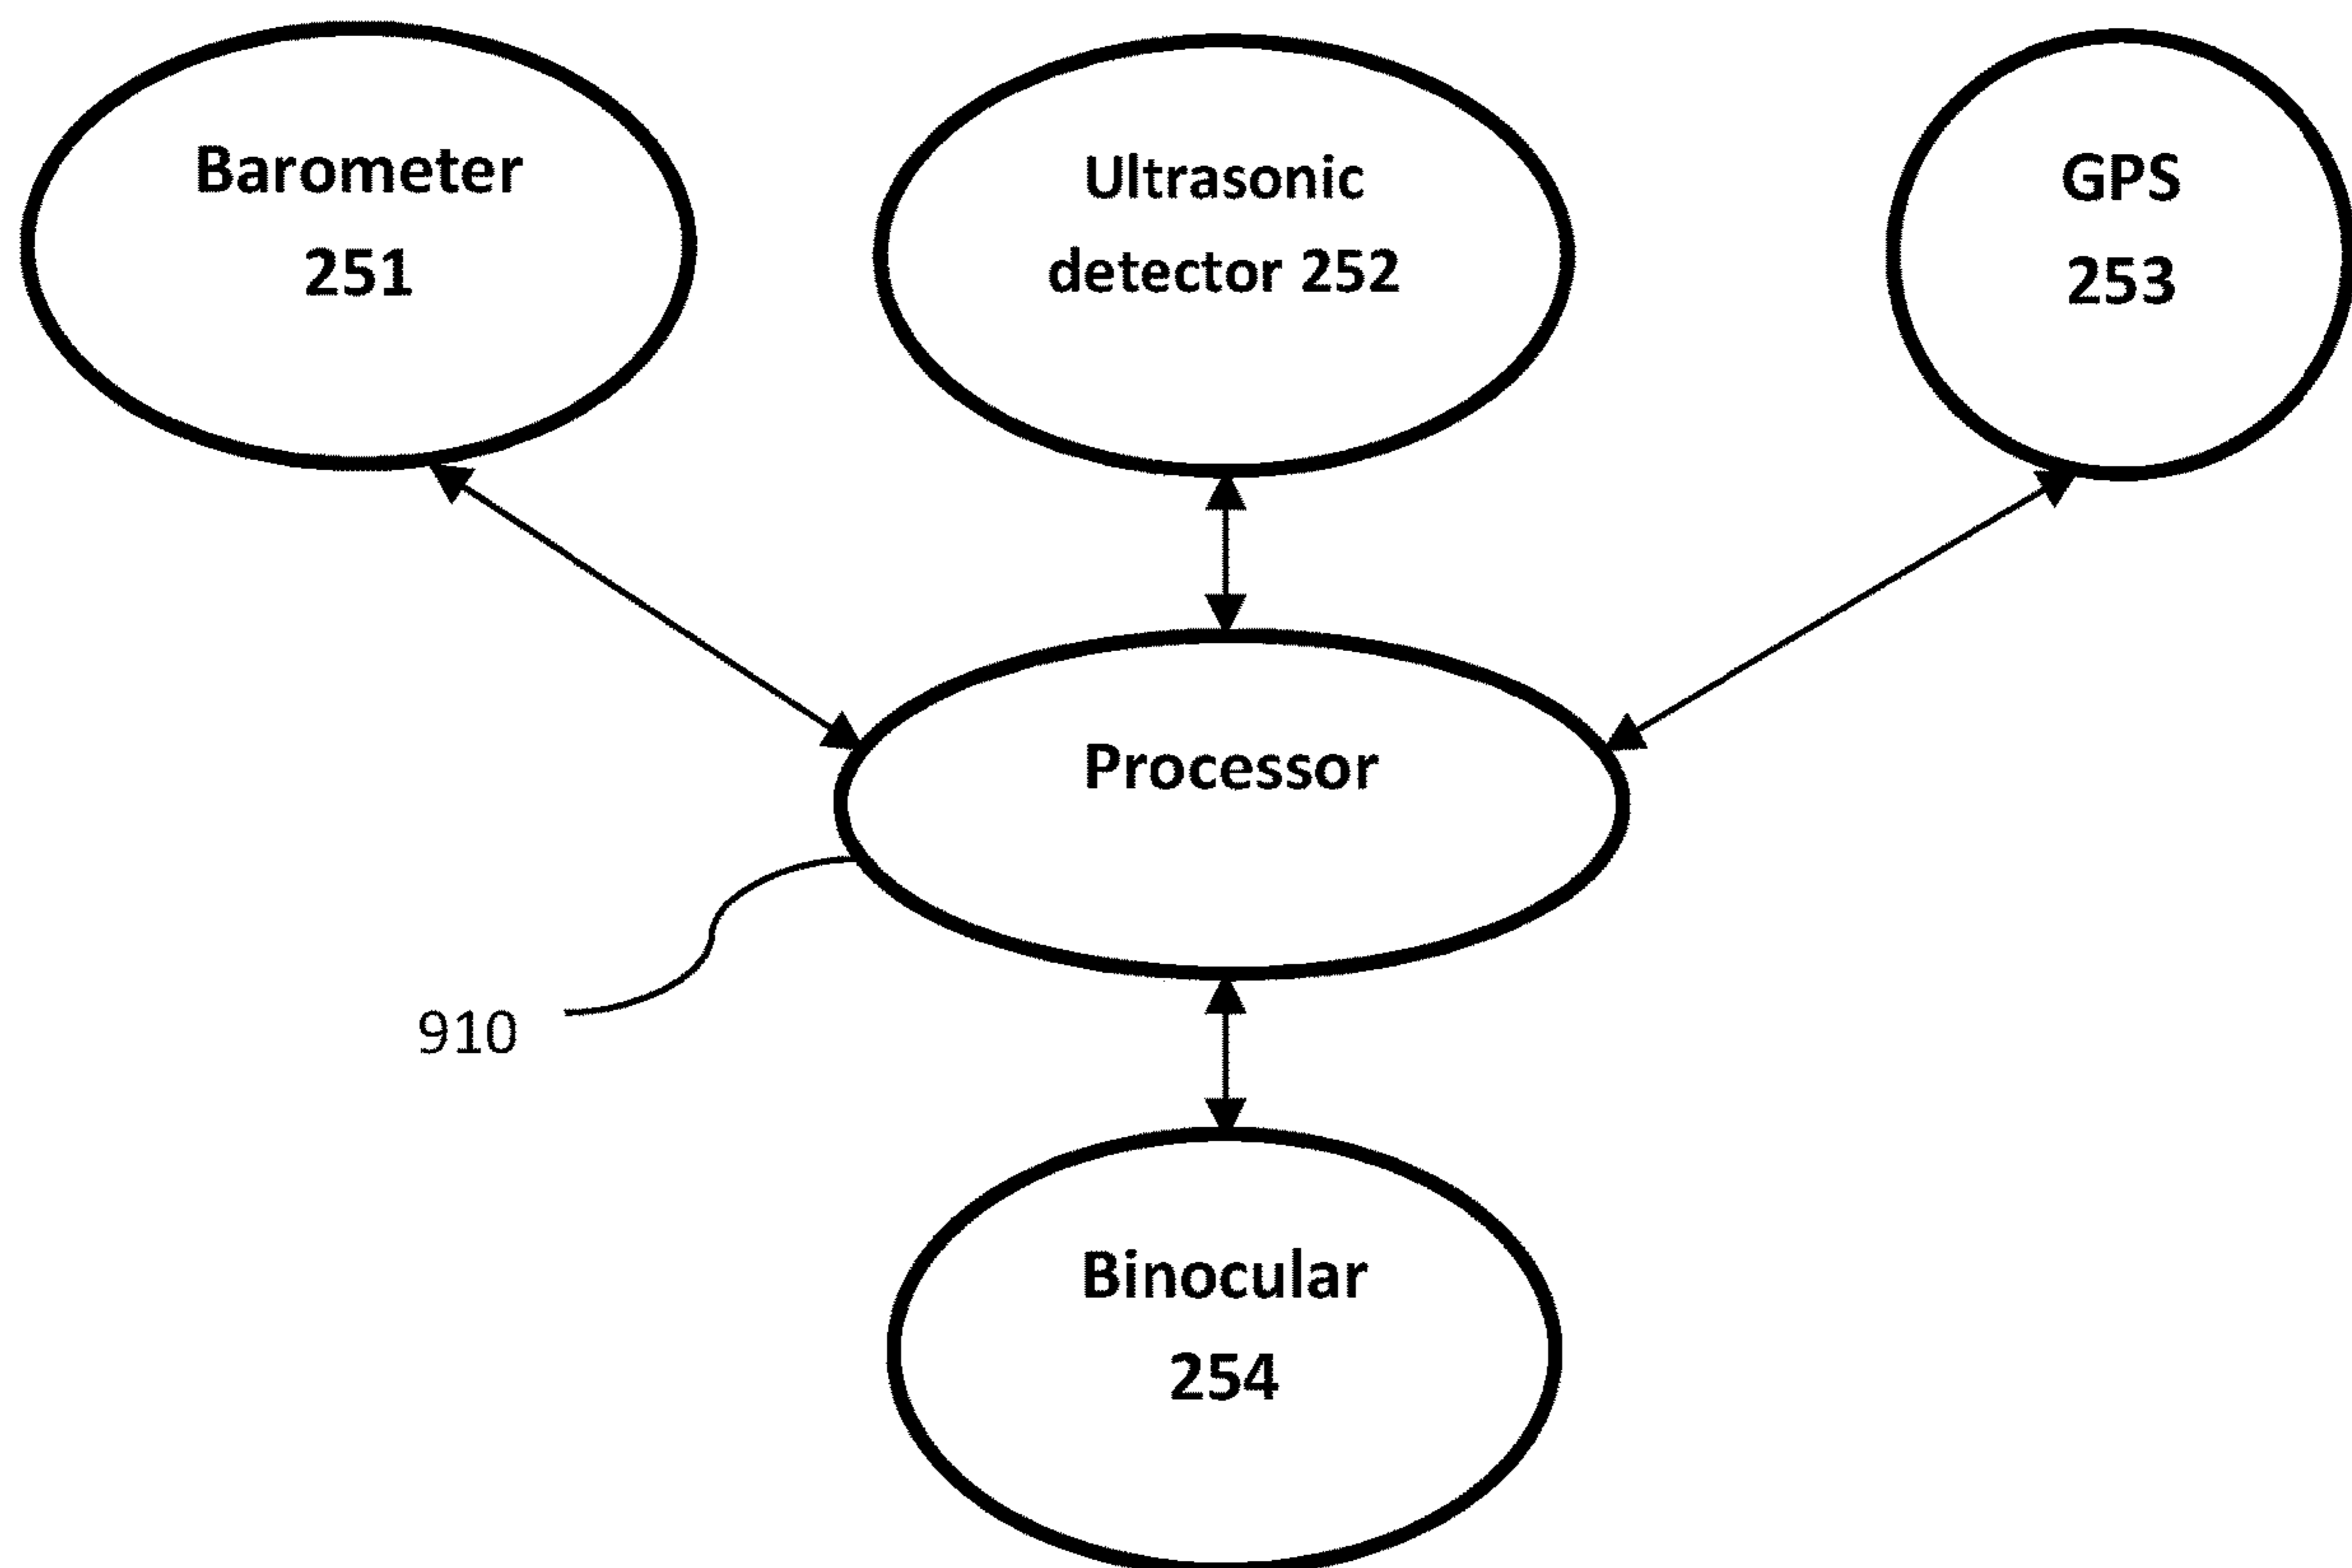 Barometer
251
Ultrasonic
detector 252
GPS
253
Processor
910
Binocular
254